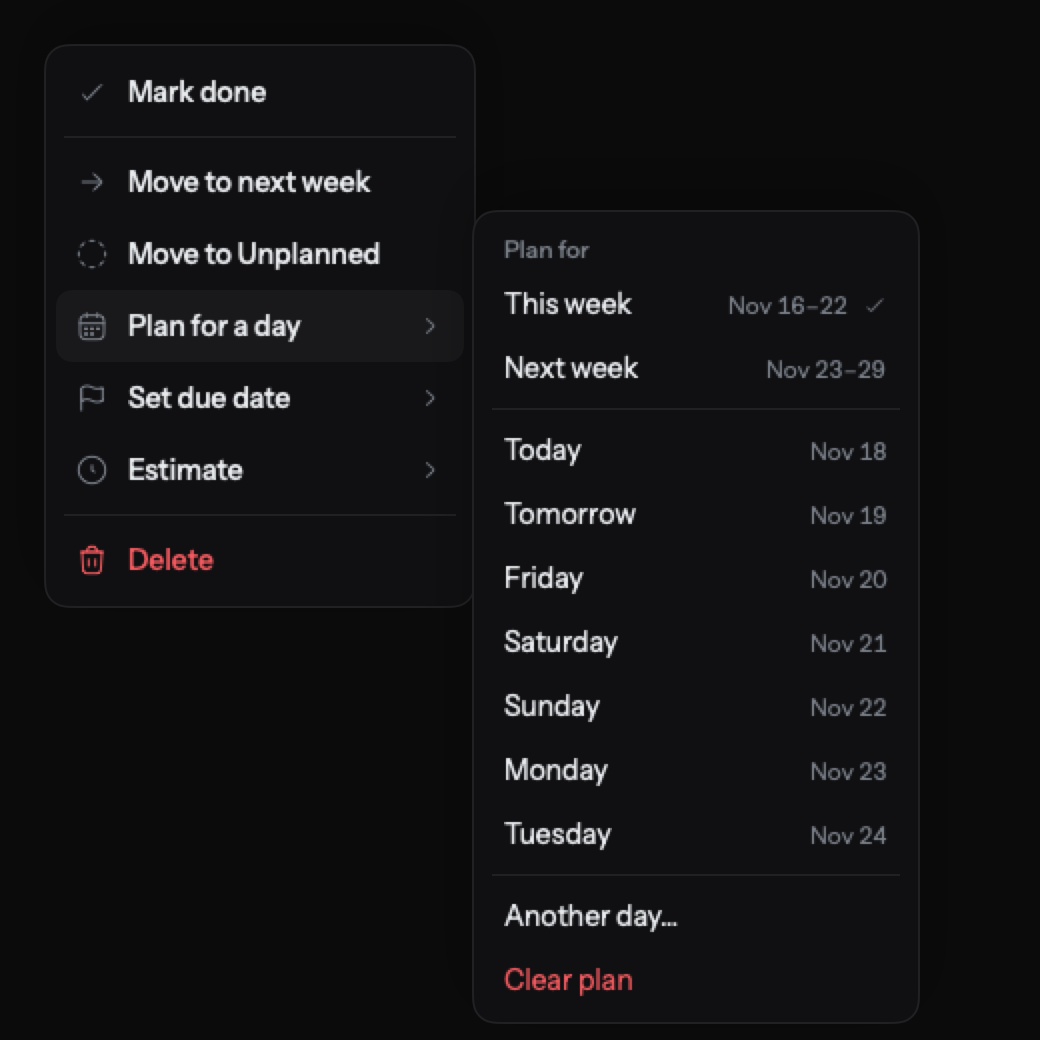 Mark done
Move to next week
Move to Unplanned
Plan for a day
Set due date
Estimate
Delete
Plan for
This week Nov 16–22
Next week Nov 23–29
Today Nov 18
Tomorrow Nov 19
Friday Nov 20
Saturday Nov 21
Sunday Nov 22
Monday Nov 23
Tuesday Nov 24
Another day...
Clear plan